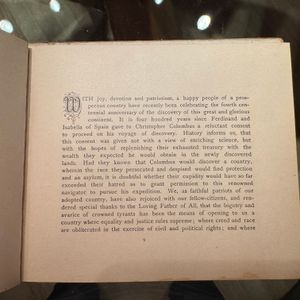 WITH joy, devotion and patriotism, a happy people of a pros-
perous country have recently been celebrating the fourth cen-
tennial anniversary of the discovery of this great and glorious
continent. It is four hundred years since Ferdinand and
Isabella of Spain gave to Christopher Columbus a reluctant consent
to proceed on his voyage of discovery. History informs us, that
this consent was given not with a view of enriching science, but
with the hopes of replenishing their exhausted treasury with the
wealth they expected he would obtain in the newly discovered
lands. Had they known that Columbus would discover a country,
wherein the race they persecuted and despised would find protection
and an asylum, it is doubtful whether their cupidity would so far
exceeded their hatred as to grant permission to this renowned
navigator to pursue his expedition. We, as faithful patriots of our
adopted country, have also rejoiced with our fellow-citizens, and ren-
dered special thanks to the Loving Father of All, that the bigotry and
avarice of crowned tyrants has been the means of opening to us a
country where equality and justice rules supreme; where creed and race
are obliterated in the exercise of civil and political rights; and where